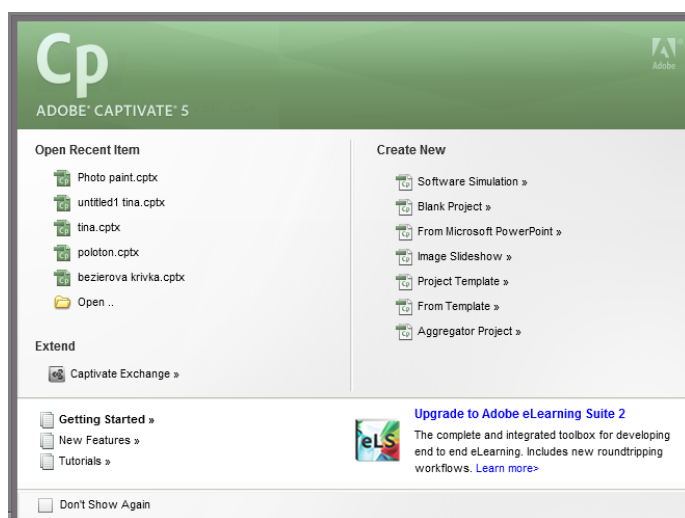 Cp
Adobe
ADOBE® CAPTIVATE® 5
Open Recent Item
Photo paint.cptx
untitled1 tina.cptx
tina.cptx
poloton.cptx
bezierova krivka.cptx
Open ..
Extend
Captivate Exchange »
Create New
Software Simulation »
Blank Project »
From Microsoft PowerPoint »
Image Slideshow »
Project Template »
From Template »
Aggregator Project »
Getting Started »
New Features »
Tutorials »
eLS
Upgrade to Adobe eLearning Suite 2
The complete and integrated toolbox for developing
end to end eLearning. Includes new roundtripping
workflows. Learn more>
Don't Show Again